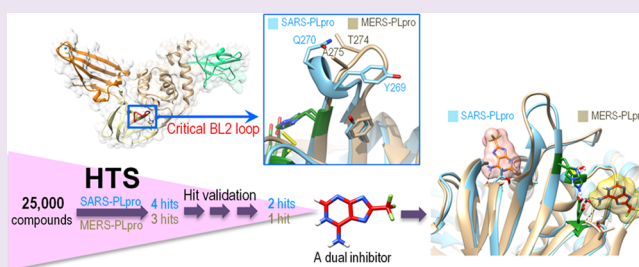 SARS-PLpro MERS-PLpro
Q270 T274
A275
Y269
Critical BL2 loop
SARS-PLpro MERS-PLpro
HTS
25,000 compounds
SARS-PLpro 4 hits
MERS-PLpro 3 hits
Hit validation
2 hits
1 hit
A dual inhibitor